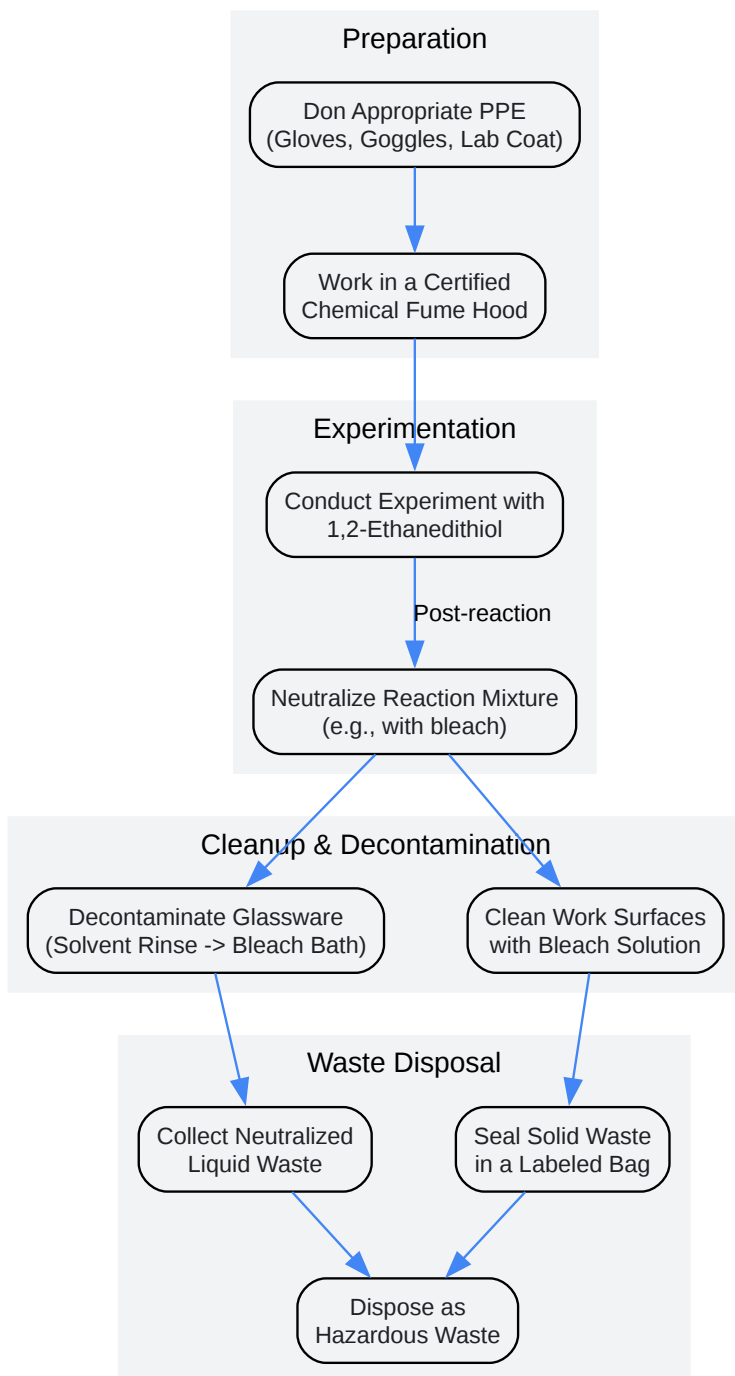 Preparation
Don Appropriate PPE
(Gloves, Goggles, Lab Coat)
Work in a Certified
Chemical Fume Hood
Experimentation
Conduct Experiment with
1,2-Ethanedithiol
Post-reaction
Neutralize Reaction Mixture
(e.g., with bleach)
Cleanup & Decontamination
Decontaminate Glassware
(Solvent Rinse -> Bleach Bath)
Clean Work Surfaces
with Bleach Solution
Waste Disposal
Collect Neutralized
Liquid Waste
Seal Solid Waste
in a Labeled Bag
Dispose as
Hazardous Waste